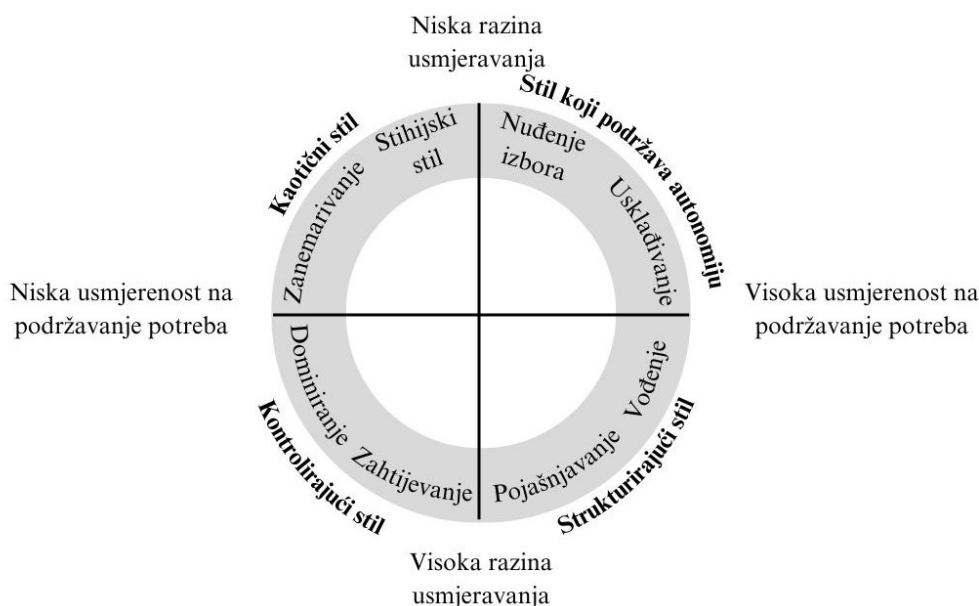 Niska razina
usmjeravanja
Kaotični stil
Stihijski
stil
Zanemarivanje
Stil koji podržava autonomiju
Nuđenje
izbora
Usklađivanje
Niska usmjerenost na
podržavanje potreba
Visoka usmjerenost na
podržavanje potreba
Dominiranje
Zahtijevanje
Kontrolirajući stil
Vođenje
Pojašnjavanje
Strukturirajući stil
Visoka razina
usmjeravanja